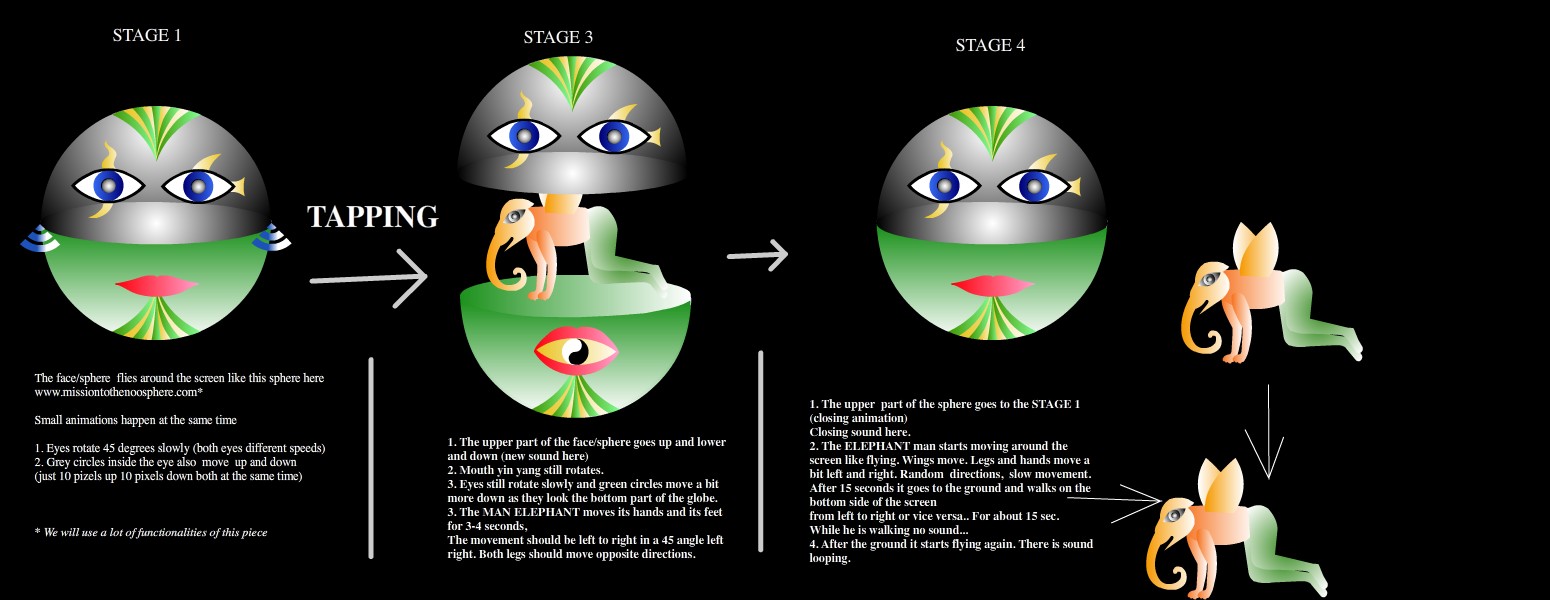 STAGE 1
The face/sphere  flies around the screen like this sphere here
www.missiontothenoosphere.com*
Small animations happen at the same time
1. Eyes rotate 45 degrees slowly (both eyes different speeds)
2. Grey circles inside the eye also  move  up and down
(just 10 pizels up 10 pixels down both at the same time)
* We will use a lot of functionalities of this piece
TAPPING
STAGE 3
1. The upper part of the face/sphere goes up and lower
and down (new sound here)
2. Mouth yin yang still rotates.
3. Eyes still rotate slowly and green circles move a bit
more down as they look the bottom part of the globe.
3. The MAN ELEPHANT moves its hands and its feet
for 3-4 seconds,
The movement should be left to right in a 45 angle left
right. Both legs should move opposite directions.
STAGE 4
1. The upper  part of the sphere goes to the STAGE 1
(closing animation)
Closing sound here.
2. The ELEPHANT man starts moving around the
screen like flying. Wings move. Legs and hands move a
bit left and right. Random  directions,  slow movement.
After 15 seconds it goes to the ground and walks on the
bottom side of the screen
from left to right or vice versa.. For about 15 sec.
While he is walking no sound...
4. After the ground it starts flying again. There is sound
looping.